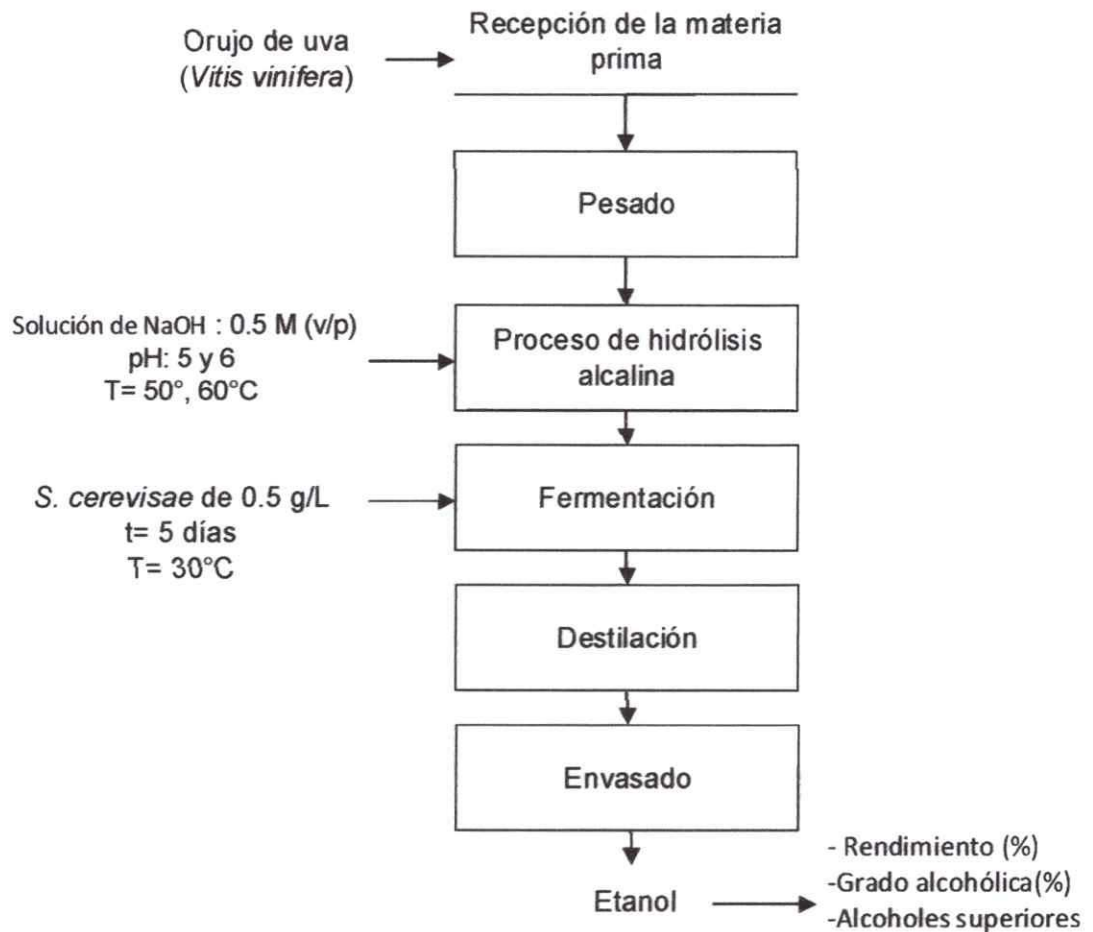 Orujo de uva
(Vitis vinifera)
Recepción de la materia
prima
Pesado
Solución de NaOH : 0.5 M (v/p)
pH: 5 y 6
T= 50°, 60°C
Proceso de hidrólisis
alcalina
S. cerevisae de 0.5 g/L
t= 5 días
T= 30°C
Fermentación
Destilación
Envasado
Etanol
- Rendimiento (%)
-Grado alcohólica(%)
-Alcoholes superiores